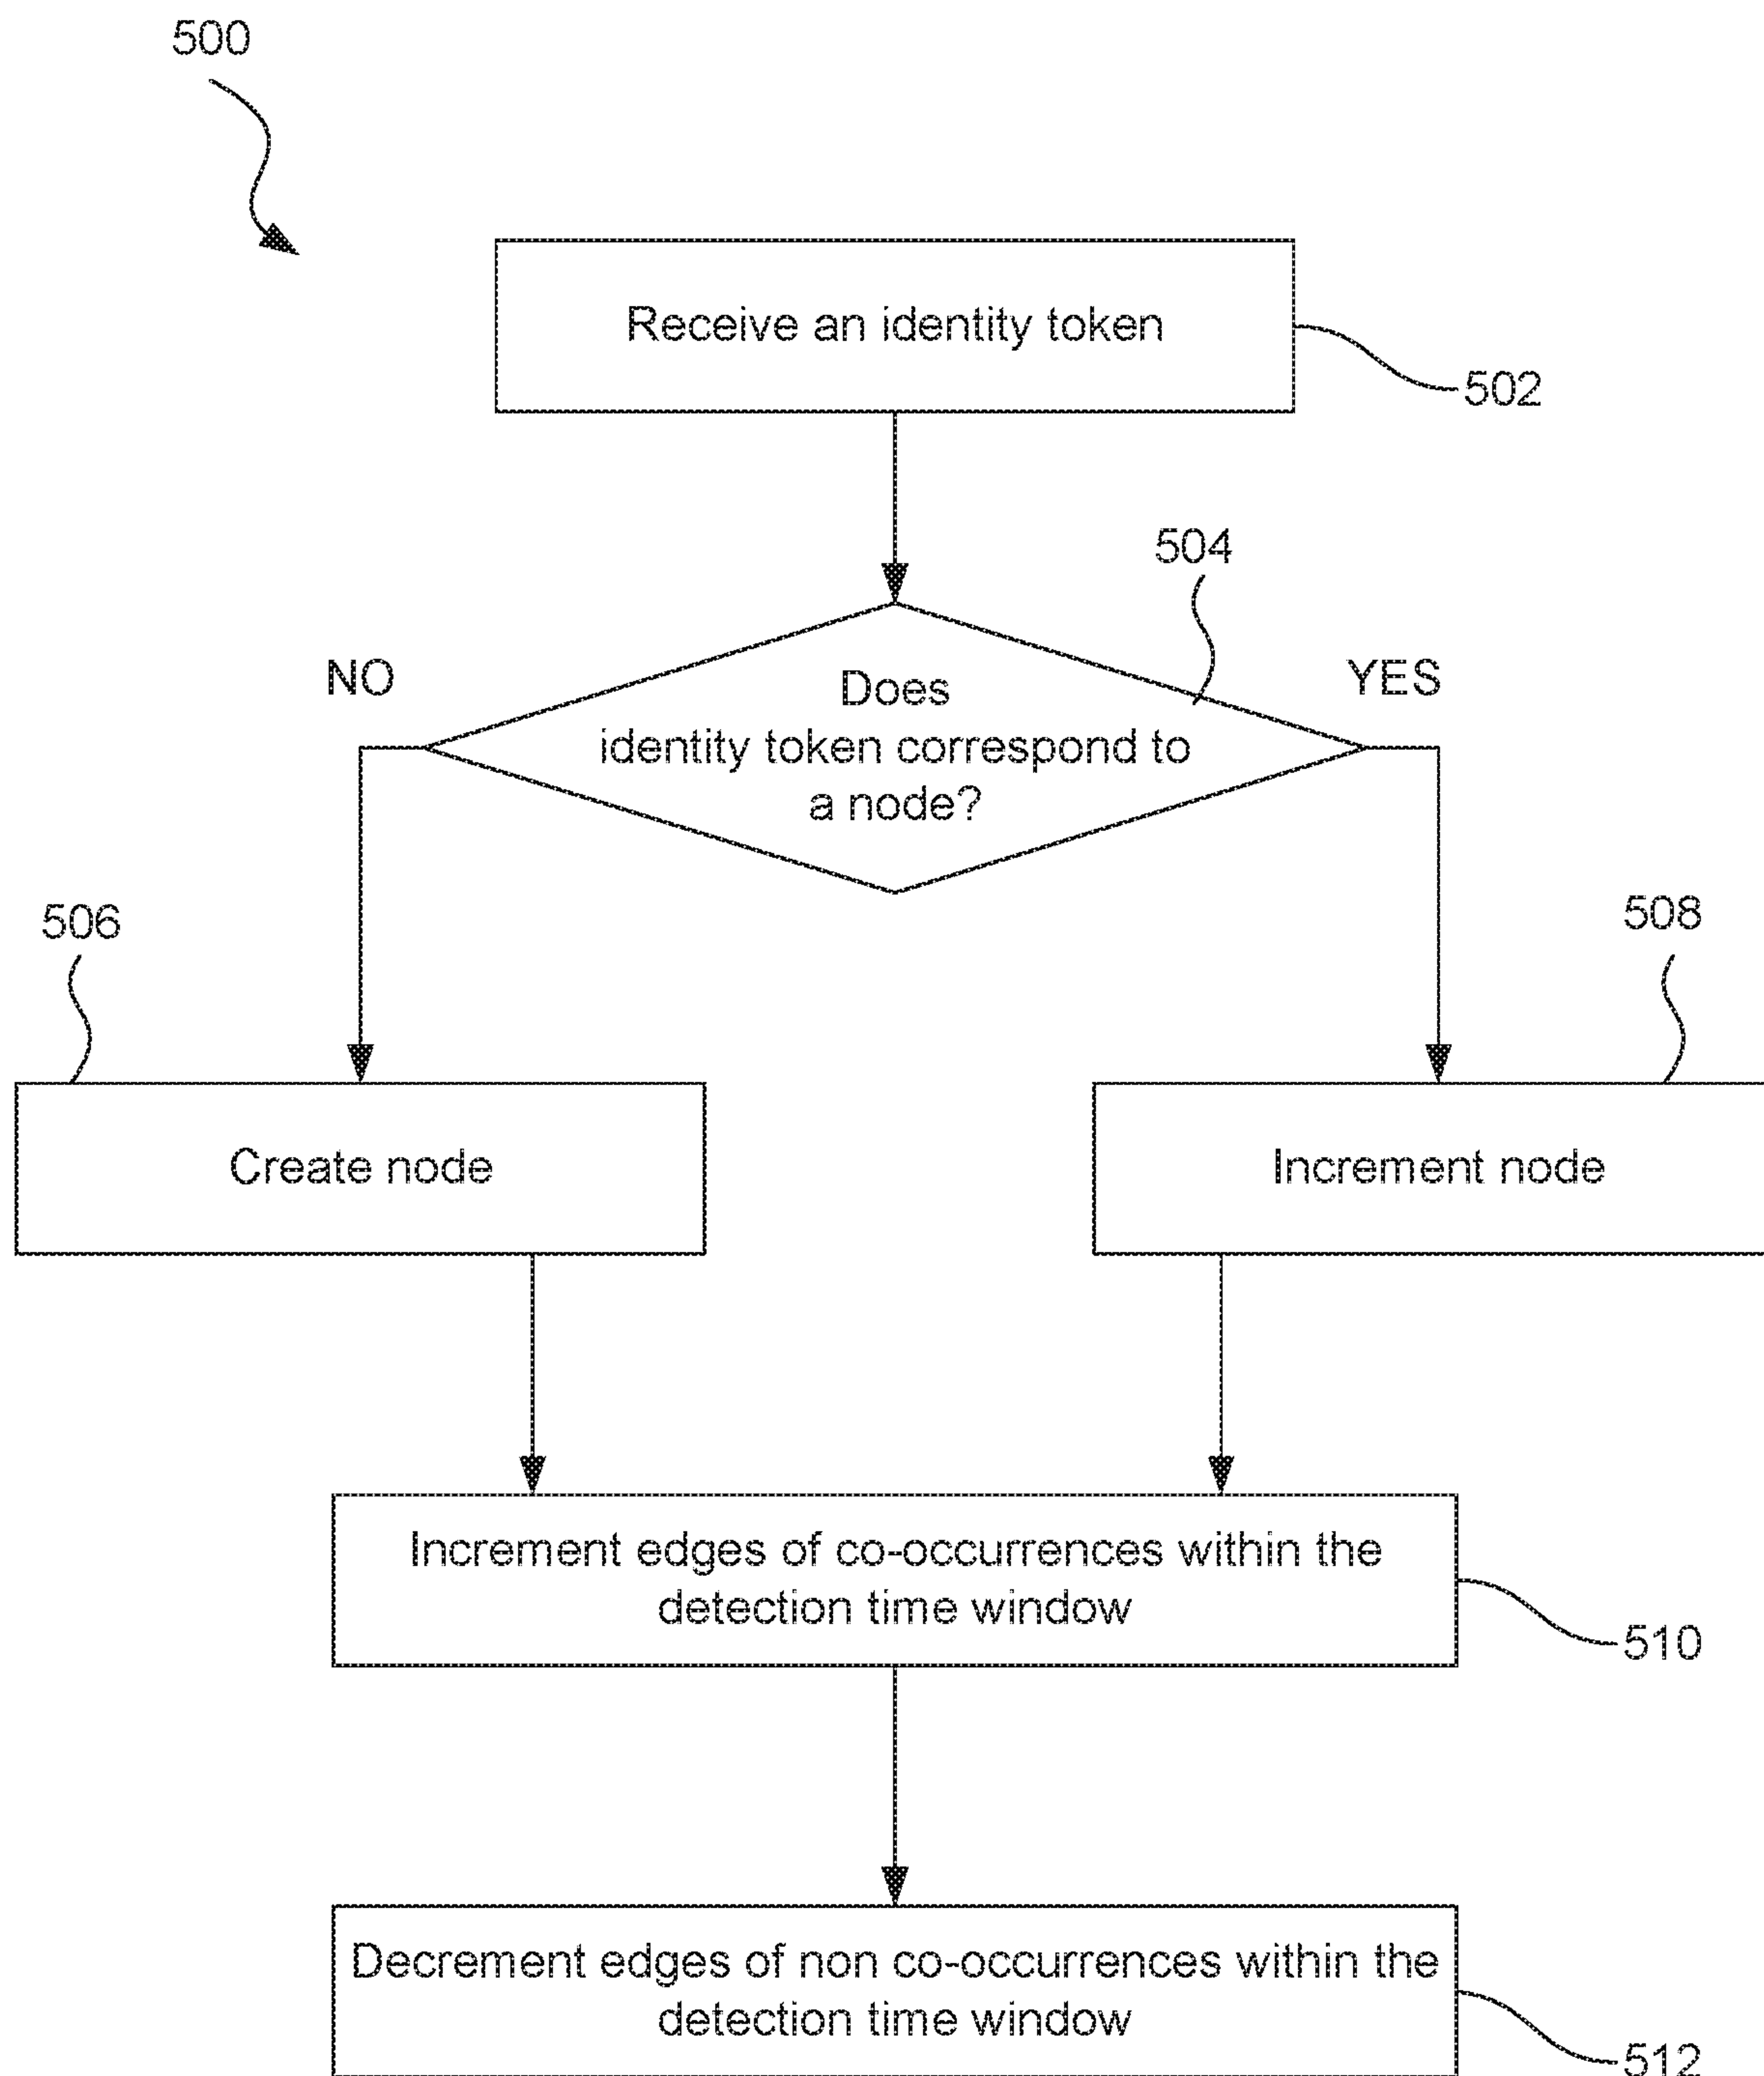 500
Receive an identity token
502
504
NO
YES
Does
identity token correspond to
a node?
506
508
Create node
Increment node
Increment edges of co-occurrences within the
detection time window
510
Decrement edges of non co-occurrences within the
detection time window
512